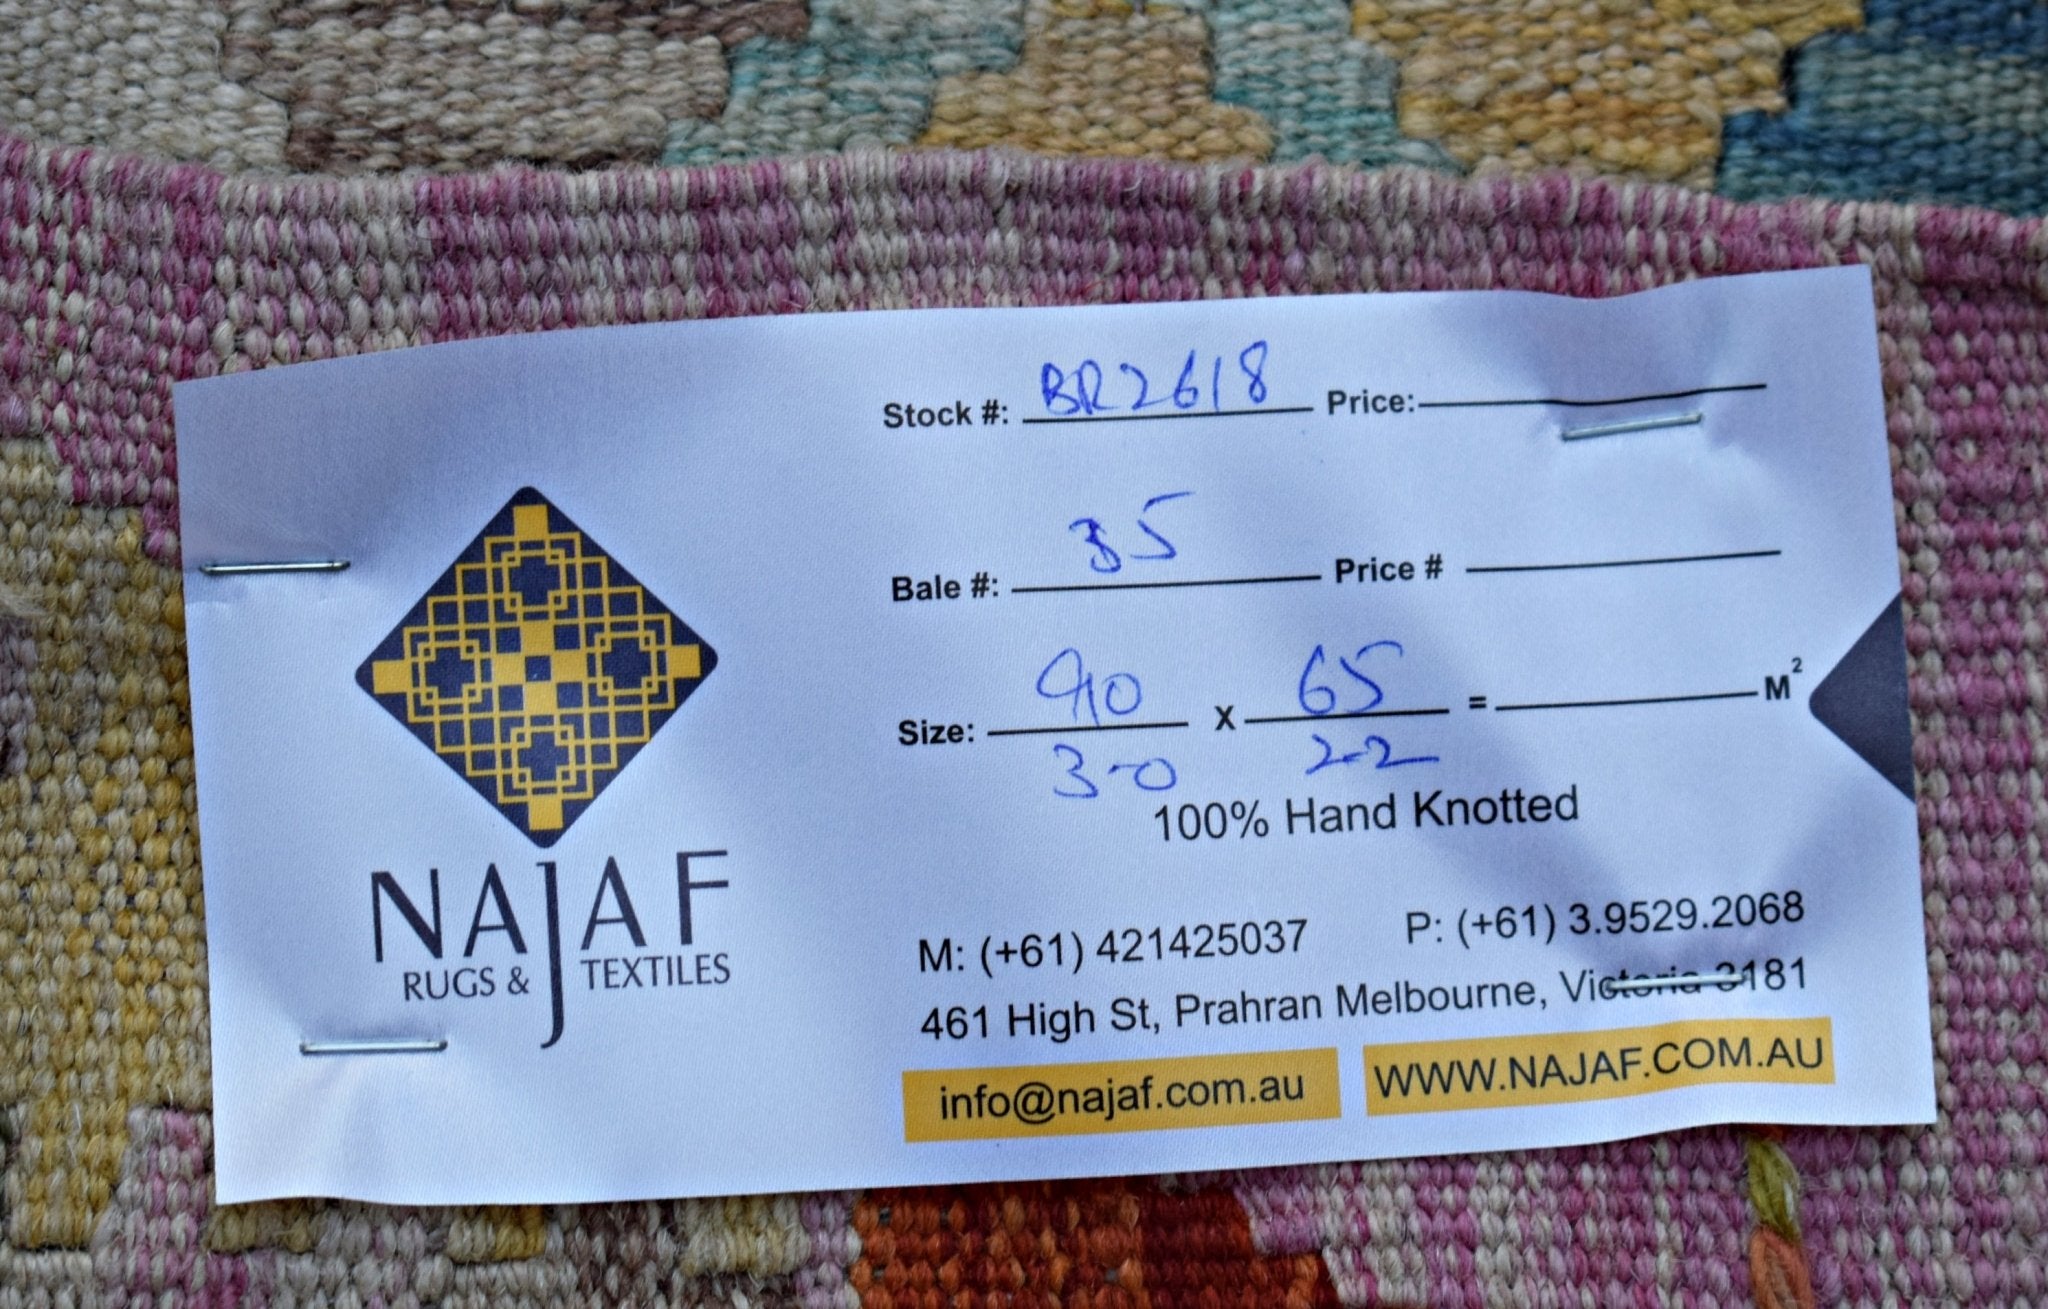 Stock #: BR2618 Price:
Bale #: 35 Price #
Size: 90 X 65 = M²
3-0 2-2
100% Hand Knotted
NAJAF
RUGS & TEXTILES
M: (+61) 421425037 P: (+61) 3.9529.2068
461 High St, Prahran Melbourne, Victoria 3181
info@najaf.com.au WWW.NAJAF.COM.AU